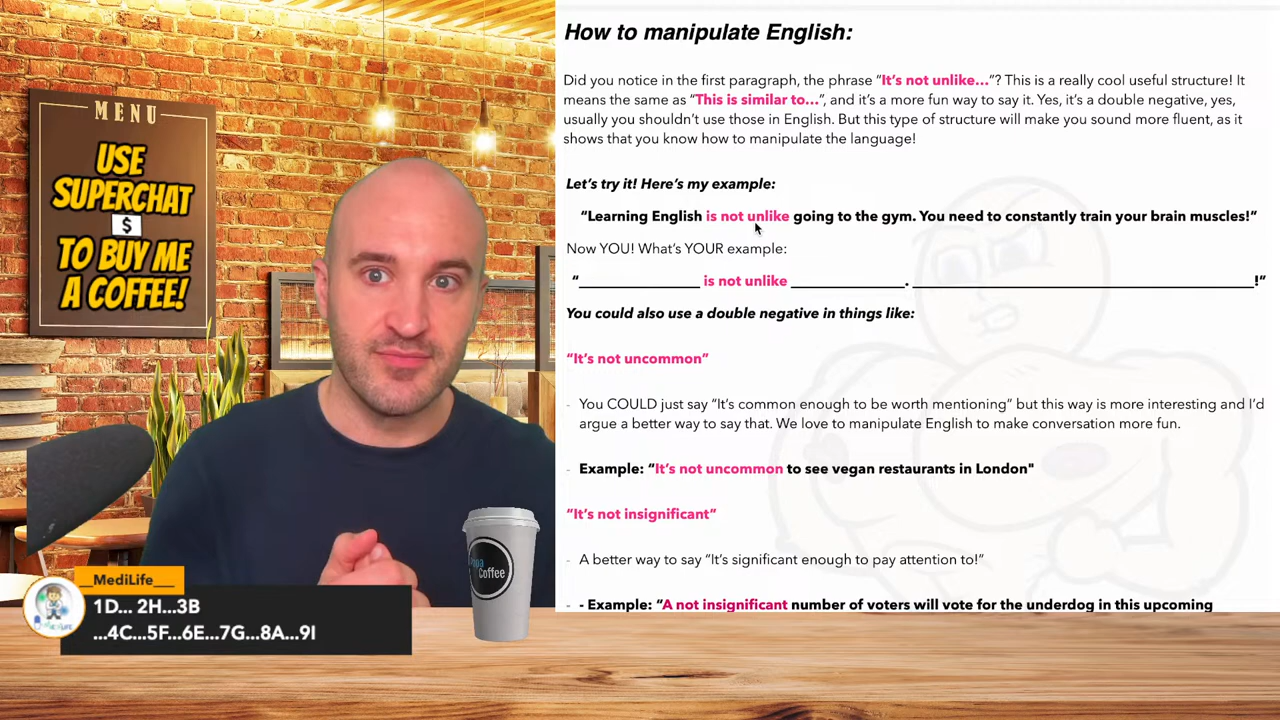 MENU
USE
SUPERCHAT
$
TO BUY ME
A COFFEE!
Coffee
__MediLife___
1D... 2H...3B
...4C...5F...6E...7G...8A...9I
How to manipulate English:
Did you notice in the first paragraph, the phrase “It’s not unlike…”? This is a really cool useful structure! It
means the same as “This is similar to…”, and it’s a more fun way to say it. Yes, it’s a double negative, yes,
usually you shouldn’t use those in English. But this type of structure will make you sound more fluent, as it
shows that you know how to manipulate the language!
Let’s try it! Here’s my example:
“Learning English is not unlike going to the gym. You need to constantly train your brain muscles!”
Now YOU! What’s YOUR example:
“______________ is not unlike _____________. ___________________________________________!”
You could also use a double negative in things like:
“It’s not uncommon”
- You COULD just say “It’s common enough to be worth mentioning” but this way is more interesting and I’d
argue a better way to say that. We love to manipulate English to make conversation more fun.
- Example: “It’s not uncommon to see vegan restaurants in London"
“It’s not insignificant”
- A better way to say “It’s significant enough to pay attention to!”
- - Example: “A not insignificant number of voters will vote for the underdog in this upcoming